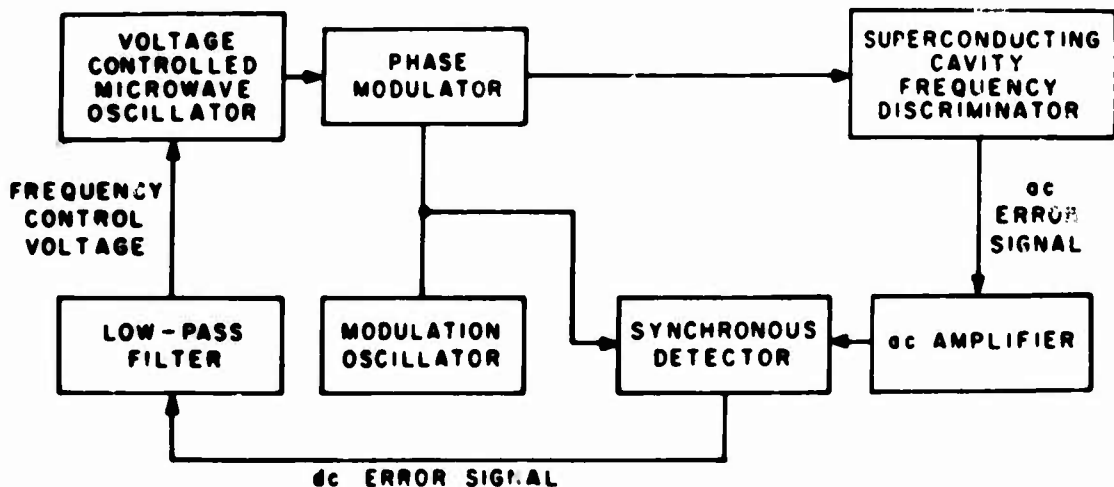 VOLTAGE
CONTROLLED
MICROWAVE
OSCILLATOR
PHASE
MODULATOR
SUPERCONDUCTING
CAVITY
FREQUENCY
DISCRIMINATOR
FREQUENCY
CONTROL
VOLTAGE
ac
ERROR
SIGNAL
LOW-PASS
FILTER
MODULATION
OSCILLATOR
SYNCHRONOUS
DETECTOR
ac AMPLIFIER
dc ERROR SIGNAL